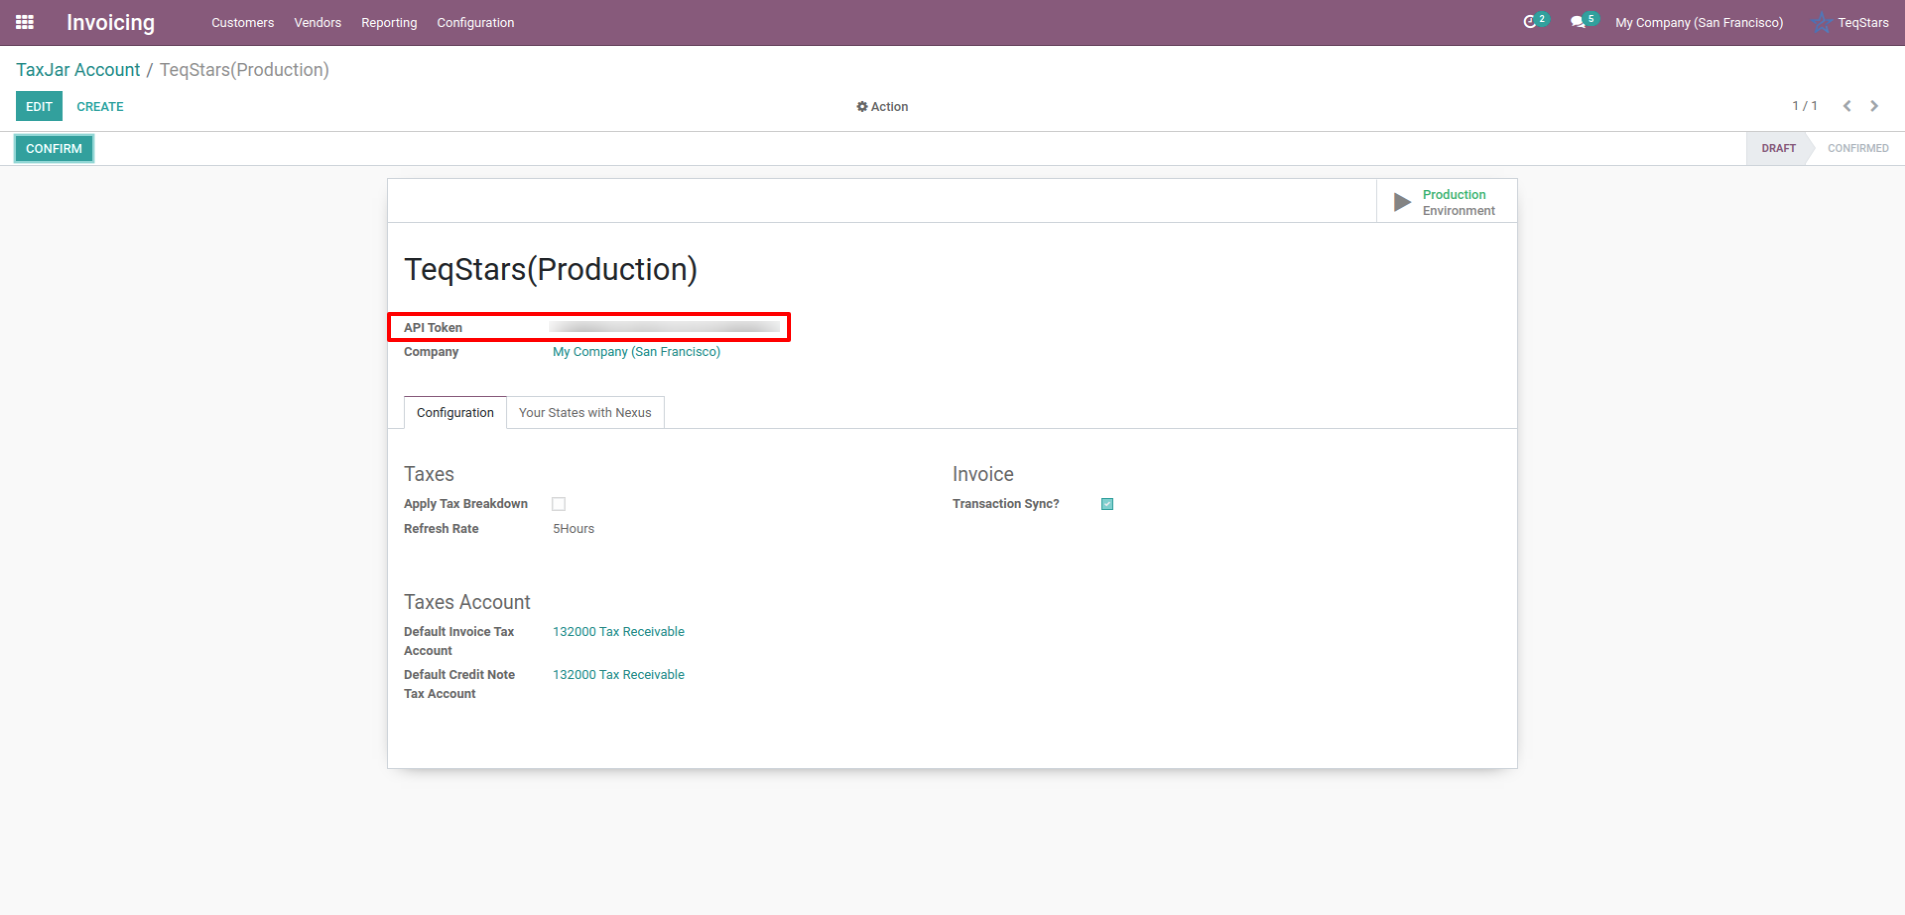 Invoicing Customers Vendors Reporting Configuration 2 5 My Company (San Francisco) TeqStars
TaxJar Account / TeqStars(Production)
EDIT CREATE Action 1 / 1
CONFIRM DRAFT CONFIRMED
Production
Environment
TeqStars(Production)
API Token
Company My Company (San Francisco)
Configuration Your States with Nexus
Taxes Invoice
Apply Tax Breakdown Transaction Sync?
Refresh Rate 5Hours
Taxes Account
Default Invoice Tax 132000 Tax Receivable
Account
Default Credit Note 132000 Tax Receivable
Tax Account